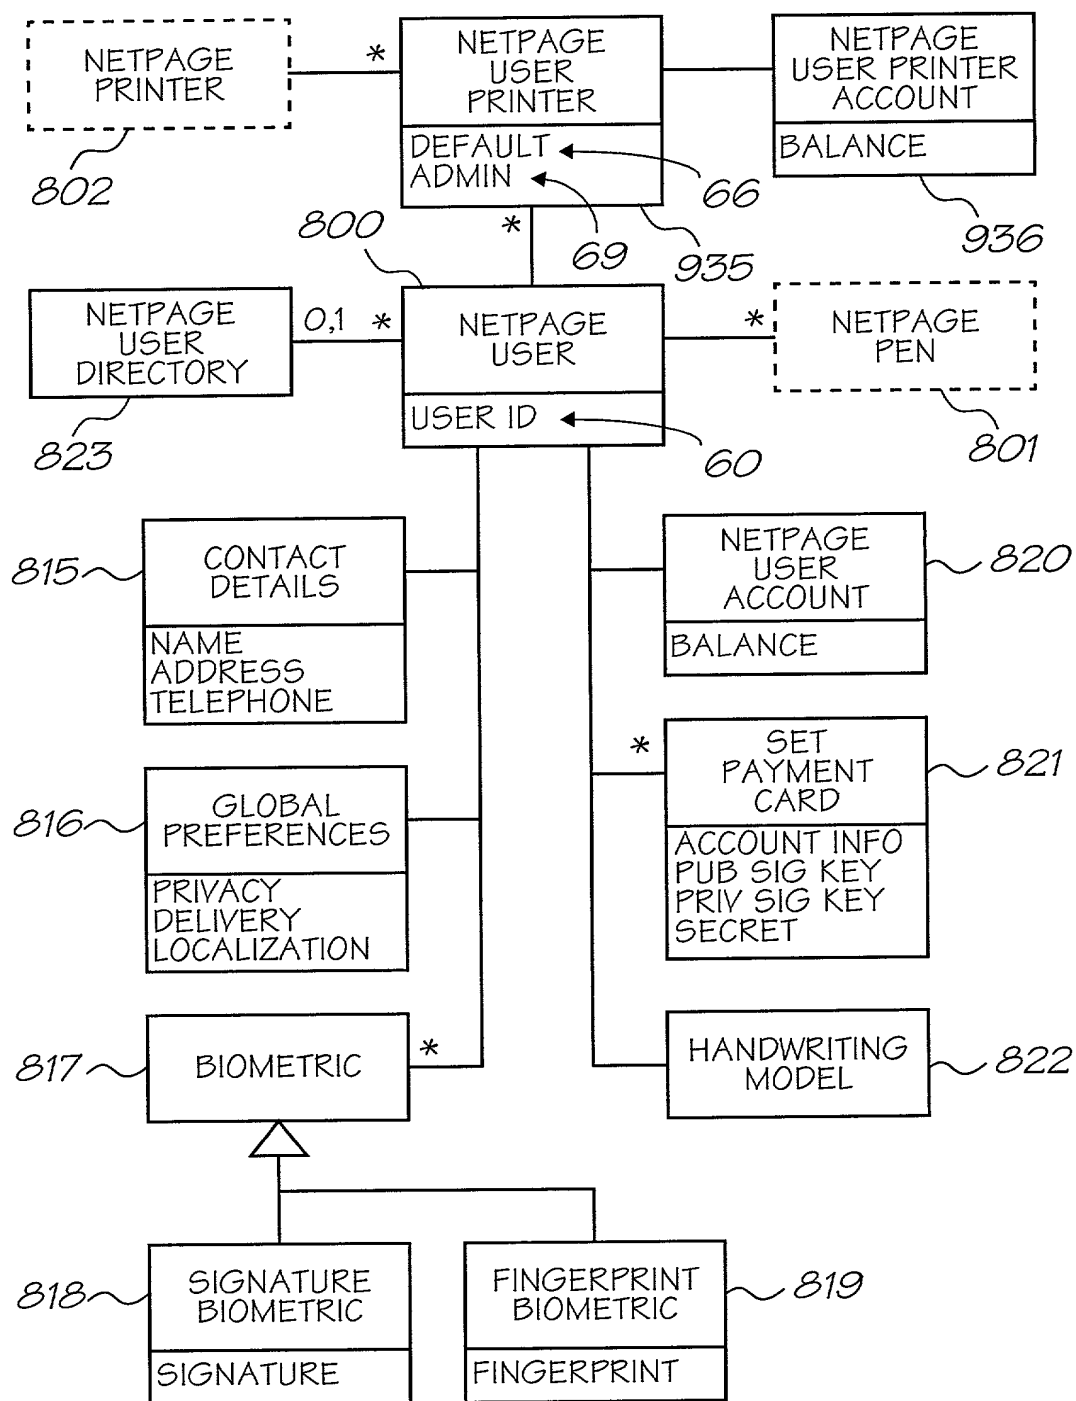 NETPAGE
PRINTER
802
*
NETPAGE
USER
PRINTER
DEFAULT
ADMIN
66
69
935
*
NETPAGE
USER PRINTER
ACCOUNT
BALANCE
936
800
NETPAGE
USER
DIRECTORY
823
0,1
*
NETPAGE
USER
USER ID
60
*
NETPAGE
PEN
801
815
CONTACT
DETAILS
NAME
ADDRESS
TELEPHONE
NETPAGE
USER
ACCOUNT
BALANCE
820
816
GLOBAL
PREFERENCES
PRIVACY
DELIVERY
LOCALIZATION
*
SET
PAYMENT
CARD
ACCOUNT INFO
PUB SIG KEY
PRIV SIG KEY
SECRET
821
817
BIOMETRIC
*
HANDWRITING
MODEL
822
818
SIGNATURE
BIOMETRIC
SIGNATURE
FINGERPRINT
BIOMETRIC
FINGERPRINT
819